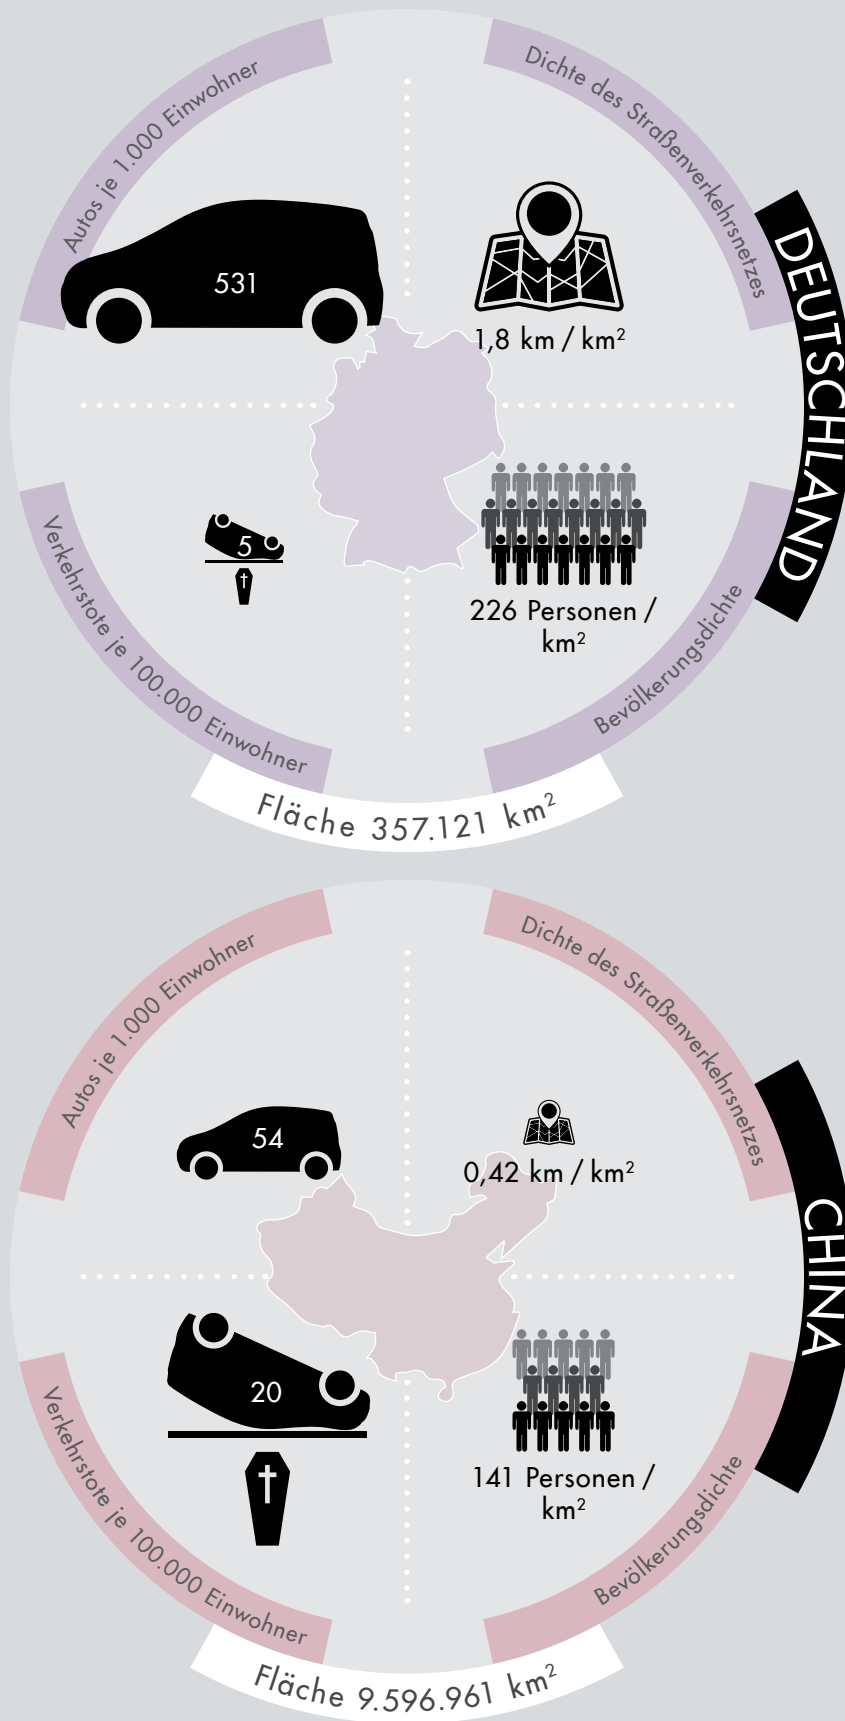 Autos je 1.000 Einwohner
Dichte des Straßenverkehrsnetzes
DEUTSCHLAND
531
1,8 km / km²
5
226 Personen /
km²
Verkehrstote je 100.000 Einwohner
Bevölkerungsdichte
Fläche 357.121 km²
Autos je 1.000 Einwohner
Dichte des Straßenverkehrsnetzes
CHINA
54
0,42 km / km²
20
141 Personen /
km²
Verkehrstote je 100.000 Einwohner
Bevölkerungsdichte
Fläche 9.596.961 km²